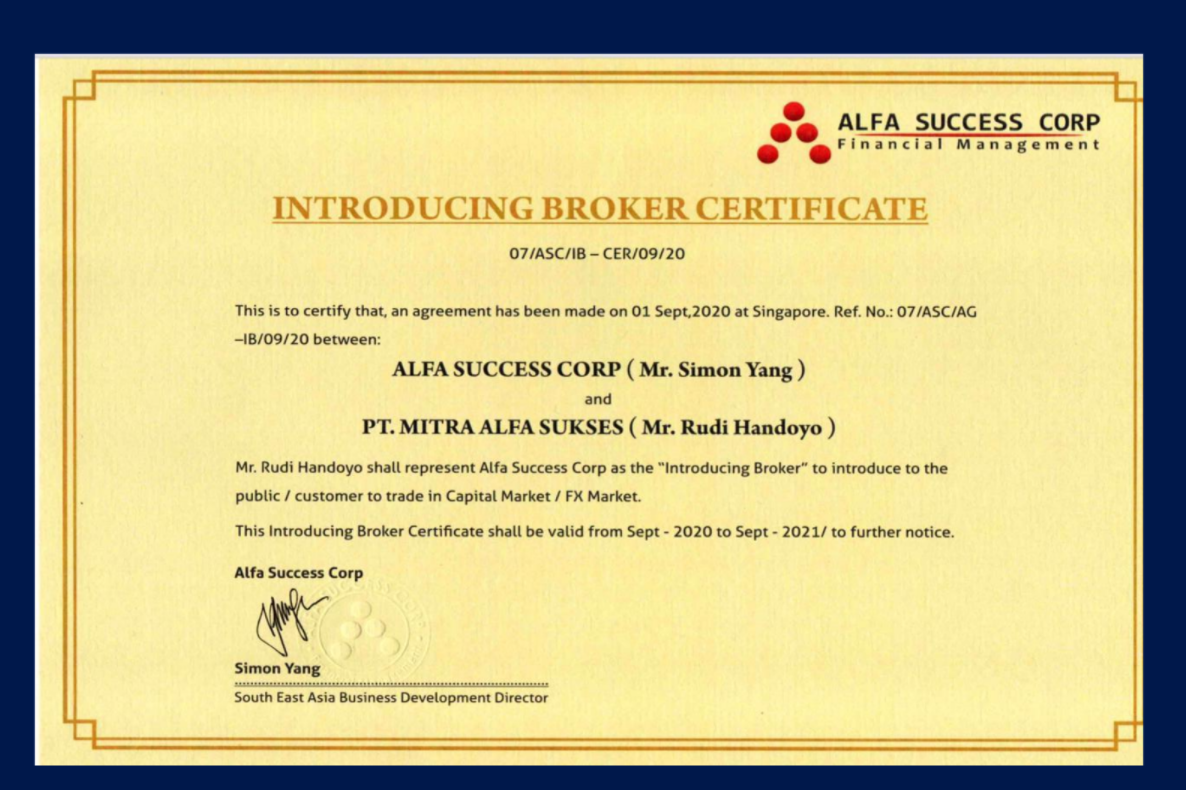 ALFA SUCCESS CORP
Financial Management
INTRODUCING BROKER CERTIFICATE
07/ASC/IB – CER/09/20
This is to certify that, an agreement has been made on 01 Sept,2020 at Singapore. Ref. No.: 07/ASC/AG
–IB/09/20 between:
ALFA SUCCESS CORP ( Mr. Simon Yang )
and
PT. MITRA ALFA SUKSES ( Mr. Rudi Handoyo )
Mr. Rudi Handoyo shall represent Alfa Success Corp as the “Introducing Broker” to introduce to the
public / customer to trade in Capital Market / FX Market.
This Introducing Broker Certificate shall be valid from Sept - 2020 to Sept - 2021/ to further notice.
Alfa Success Corp
Simon Yang
South East Asia Business Development Director